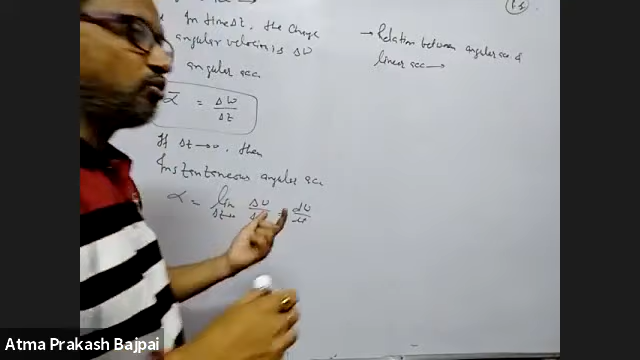 In time Δt, the change
angular velocity is Δω
angular acc.
α = Δω/Δt
If Δt→0, then
Instentoneous angular acc
α = lim Δt→0 Δω/Δt = dω/dt
→ Relation between angular acc. &
linear acc →
Atma Prakash Bajpai